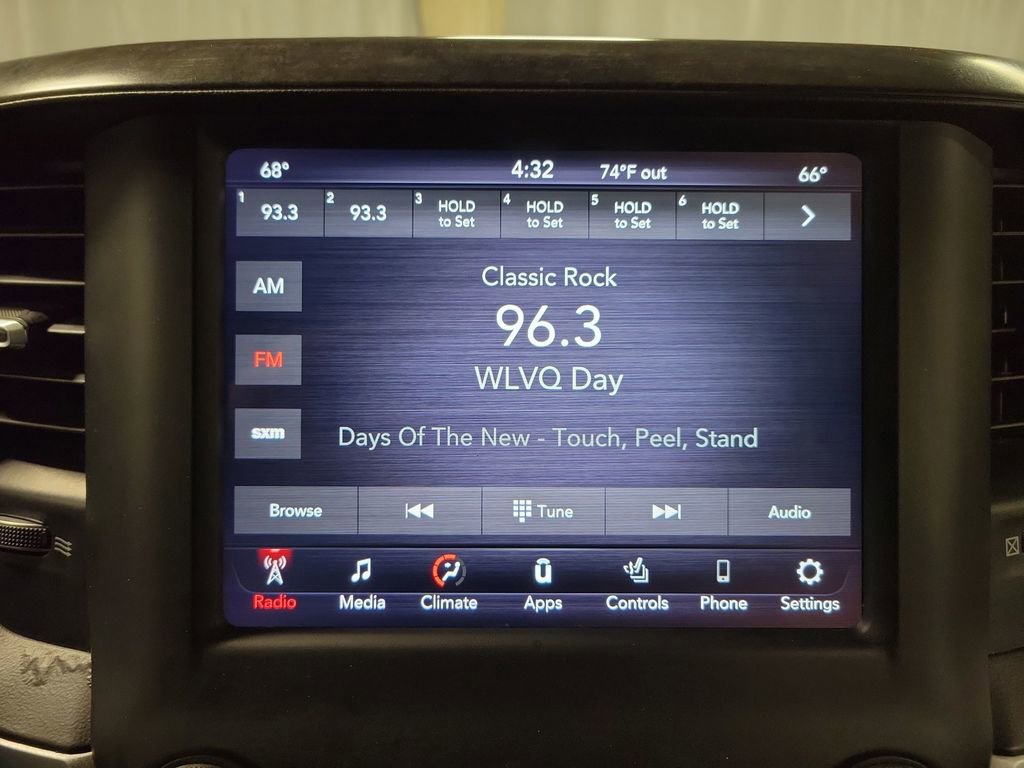 68° 4:32 74°F out 66°
1 93.3 2 93.3 3 HOLD to Set 4 HOLD to Set 5 HOLD to Set 6 HOLD to Set
AM
Classic Rock
96.3
FM
WLVQ Day
sxm
Days Of The New - Touch, Peel, Stand
Browse Tune Audio
Radio Media Climate Apps Controls Phone Settings